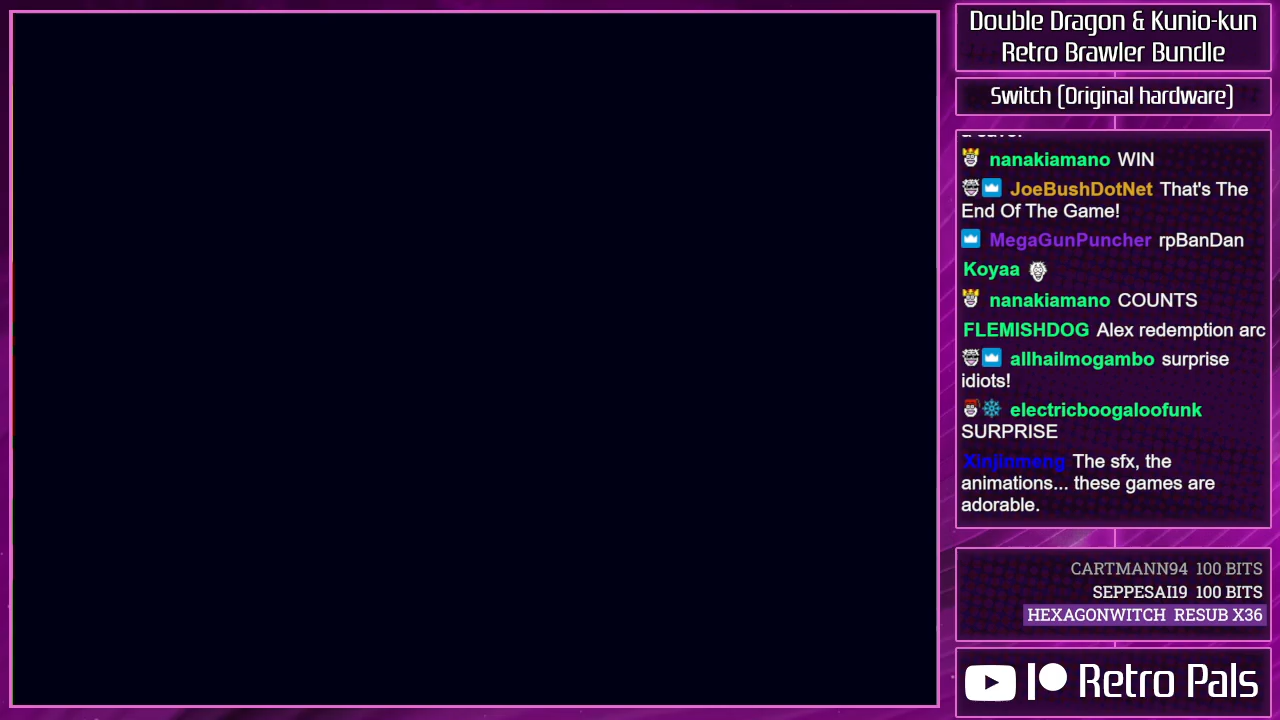 Double Dragon & Kunio-kun
Retro Brawler Bundle
Switch (Original hardware)
nanakiamano WIN
JoeBushDotNet That's The
End Of The Game!
MegaGunPuncher rpBanDan
Koyaa
nanakiamano COUNTS
FLEMISHDOG Alex redemption arc
allhailmogambo surprise
idiots!
electricboogaloofunk
SURPRISE
Xinjinmeng The sfx, the
animations... these games are
adorable.
CARTMANN94 100 BITS
SEPPESAI19 100 BITS
HEXAGONWITCH RESUB X36
Retro Pals